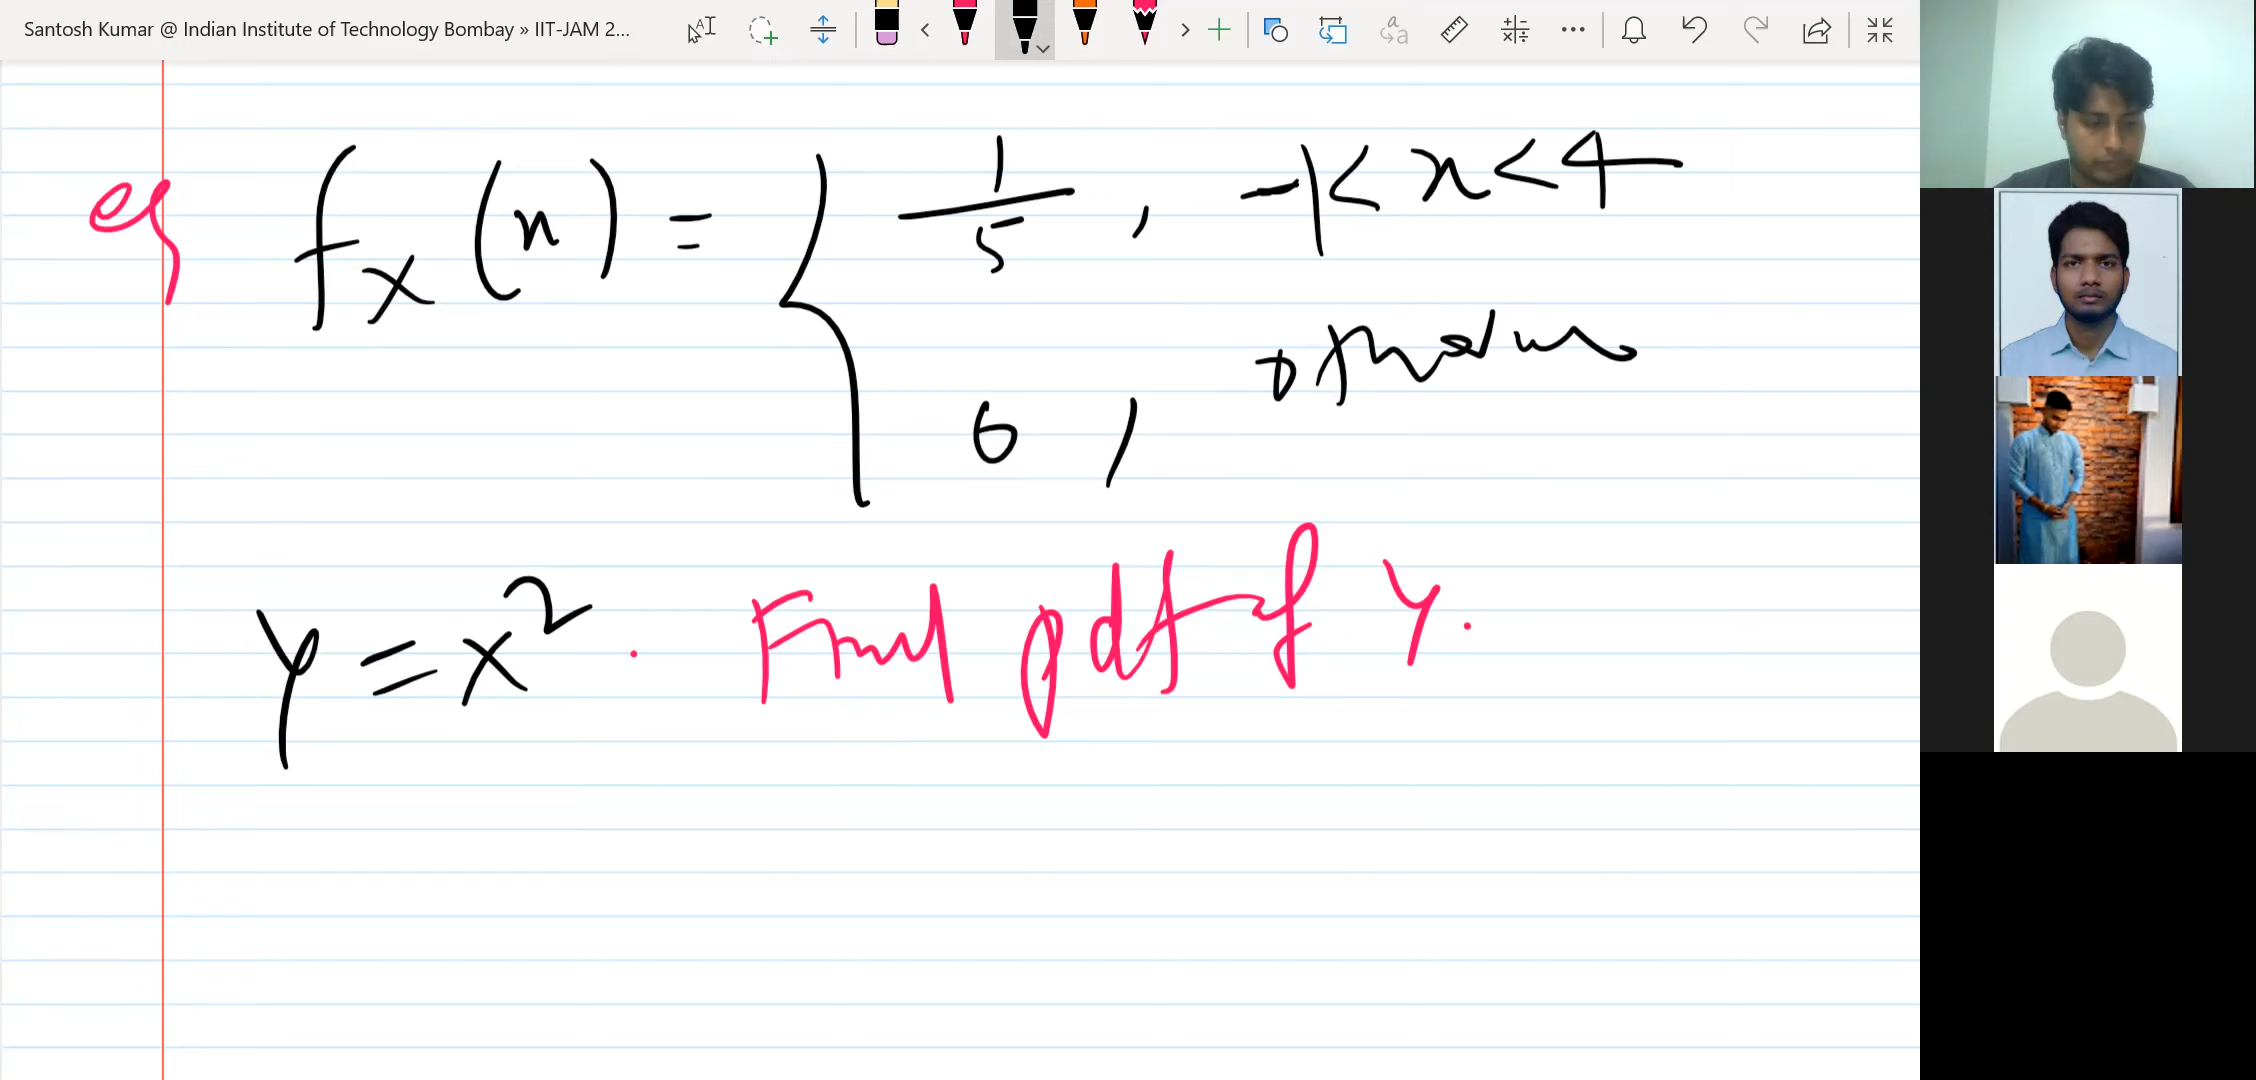 Santosh Kumar @ Indian Institute of Technology Bombay » IIT-JAM 2...
eg f_X (x) = { 1/5 , -1 < x < 4
0 , otherwise
Y = X² . Find pdf of Y.